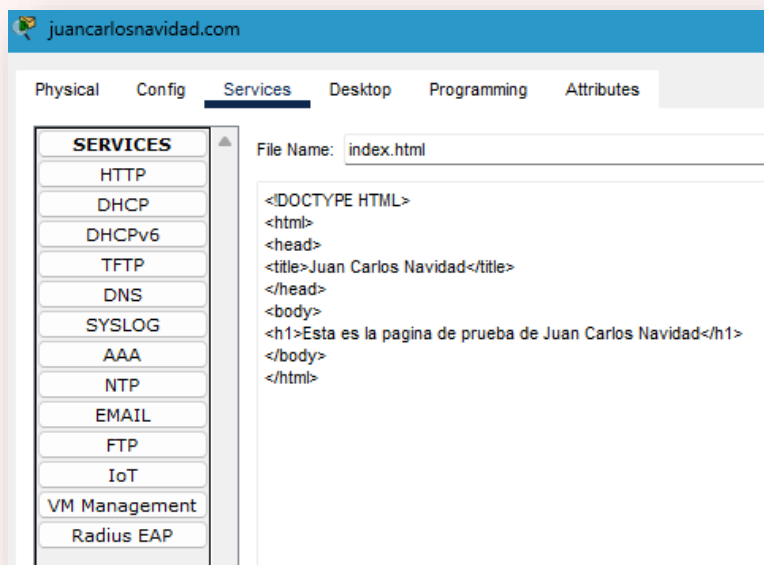 juancarlosnavidad.com
Physical Config Services Desktop Programming Attributes
SERVICES
HTTP
DHCP
DHCPv6
TFTP
DNS
SYSLOG
AAA
NTP
EMAIL
FTP
IoT
VM Management
Radius EAP
File Name: index.html
<!DOCTYPE HTML>
<html>
<head>
<title>Juan Carlos Navidad</title>
</head>
<body>
<h1>Esta es la pagina de prueba de Juan Carlos Navidad</h1>
</body>
</html>